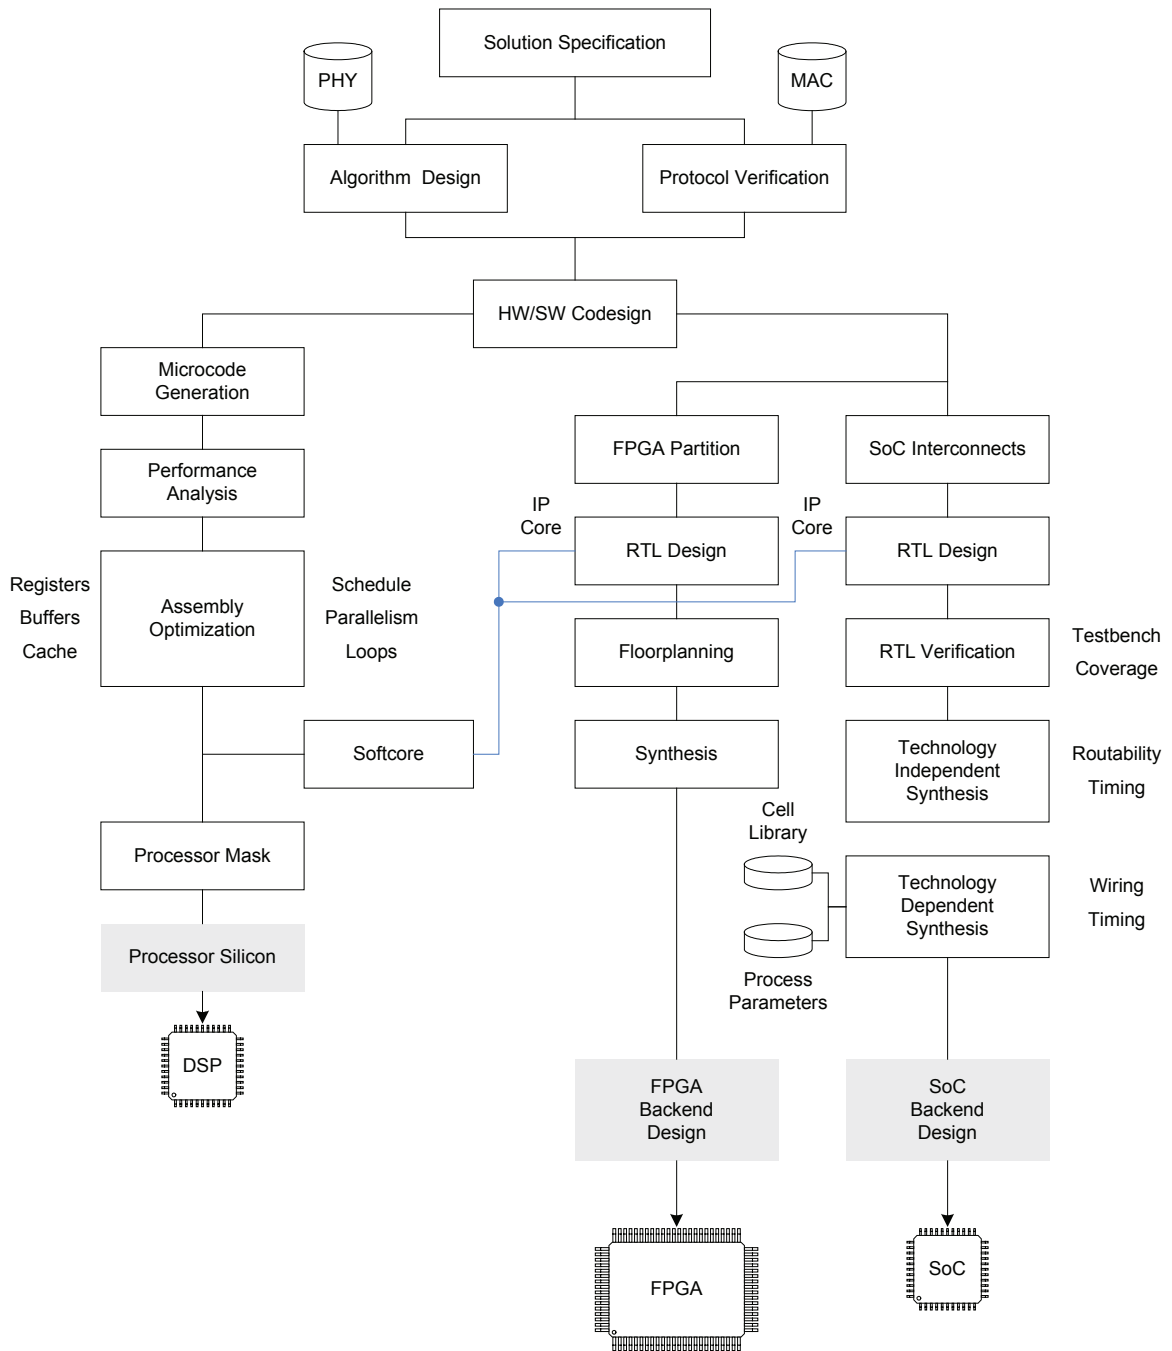 Solution Specification
PHY
MAC
Algorithm Design
Protocol Verification
HW/SW Codesign
Microcode
Generation
Performance
Analysis
FPGA Partition
SoC Interconnects
IP
Core
RTL Design
IP
Core
RTL Design
Registers
Buffers
Cache
Assembly
Optimization
Schedule
Parallelism
Loops
Floorplanning
RTL Verification
Testbench
Coverage
Softcore
Synthesis
Technology
Independent
Synthesis
Routability
Timing
Processor Mask
Cell
Library
Technology
Dependent
Synthesis
Wiring
Timing
Processor Silicon
Process
Parameters
DSP
FPGA
Backend
Design
SoC
Backend
Design
FPGA
SoC